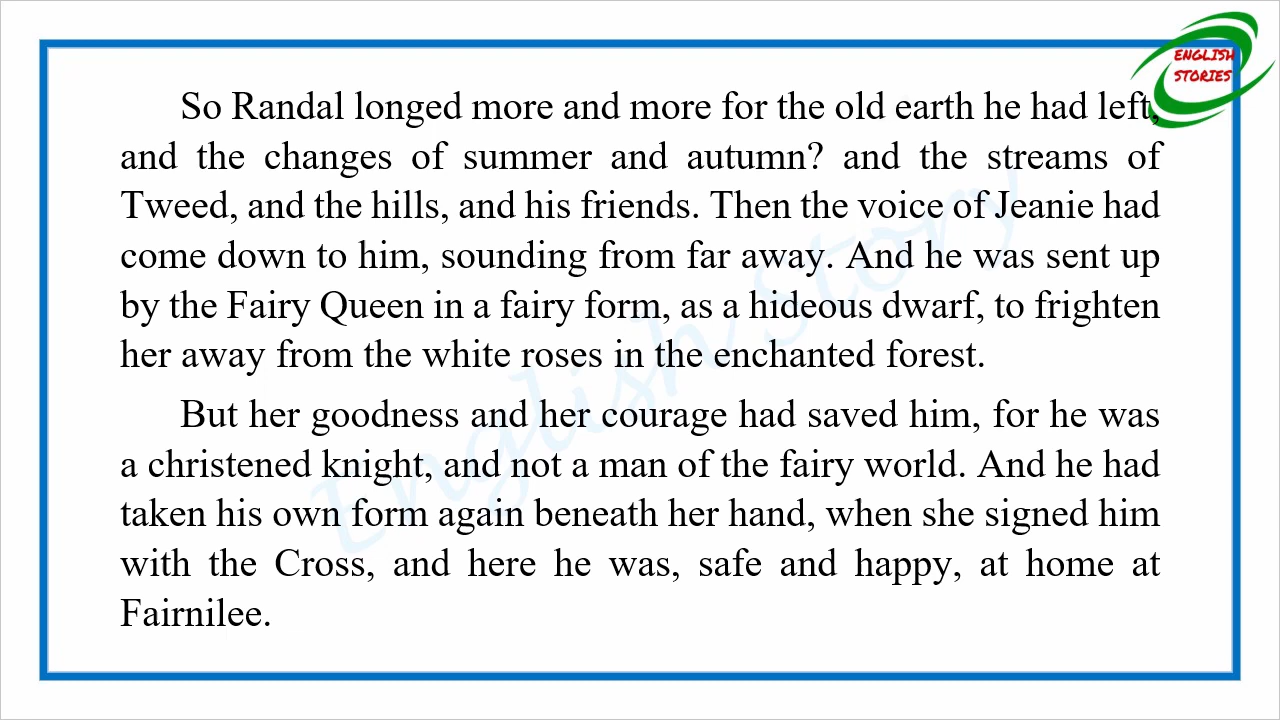 ENGLISH
STORIES
So Randal longed more and more for the old earth he had left,
and the changes of summer and autumn? and the streams of
Tweed, and the hills, and his friends. Then the voice of Jeanie had
come down to him, sounding from far away. And he was sent up
by the Fairy Queen in a fairy form, as a hideous dwarf, to frighten
her away from the white roses in the enchanted forest.
But her goodness and her courage had saved him, for he was
a christened knight, and not a man of the fairy world. And he had
taken his own form again beneath her hand, when she signed him
with the Cross, and here he was, safe and happy, at home at
Fairnilee.
English Story